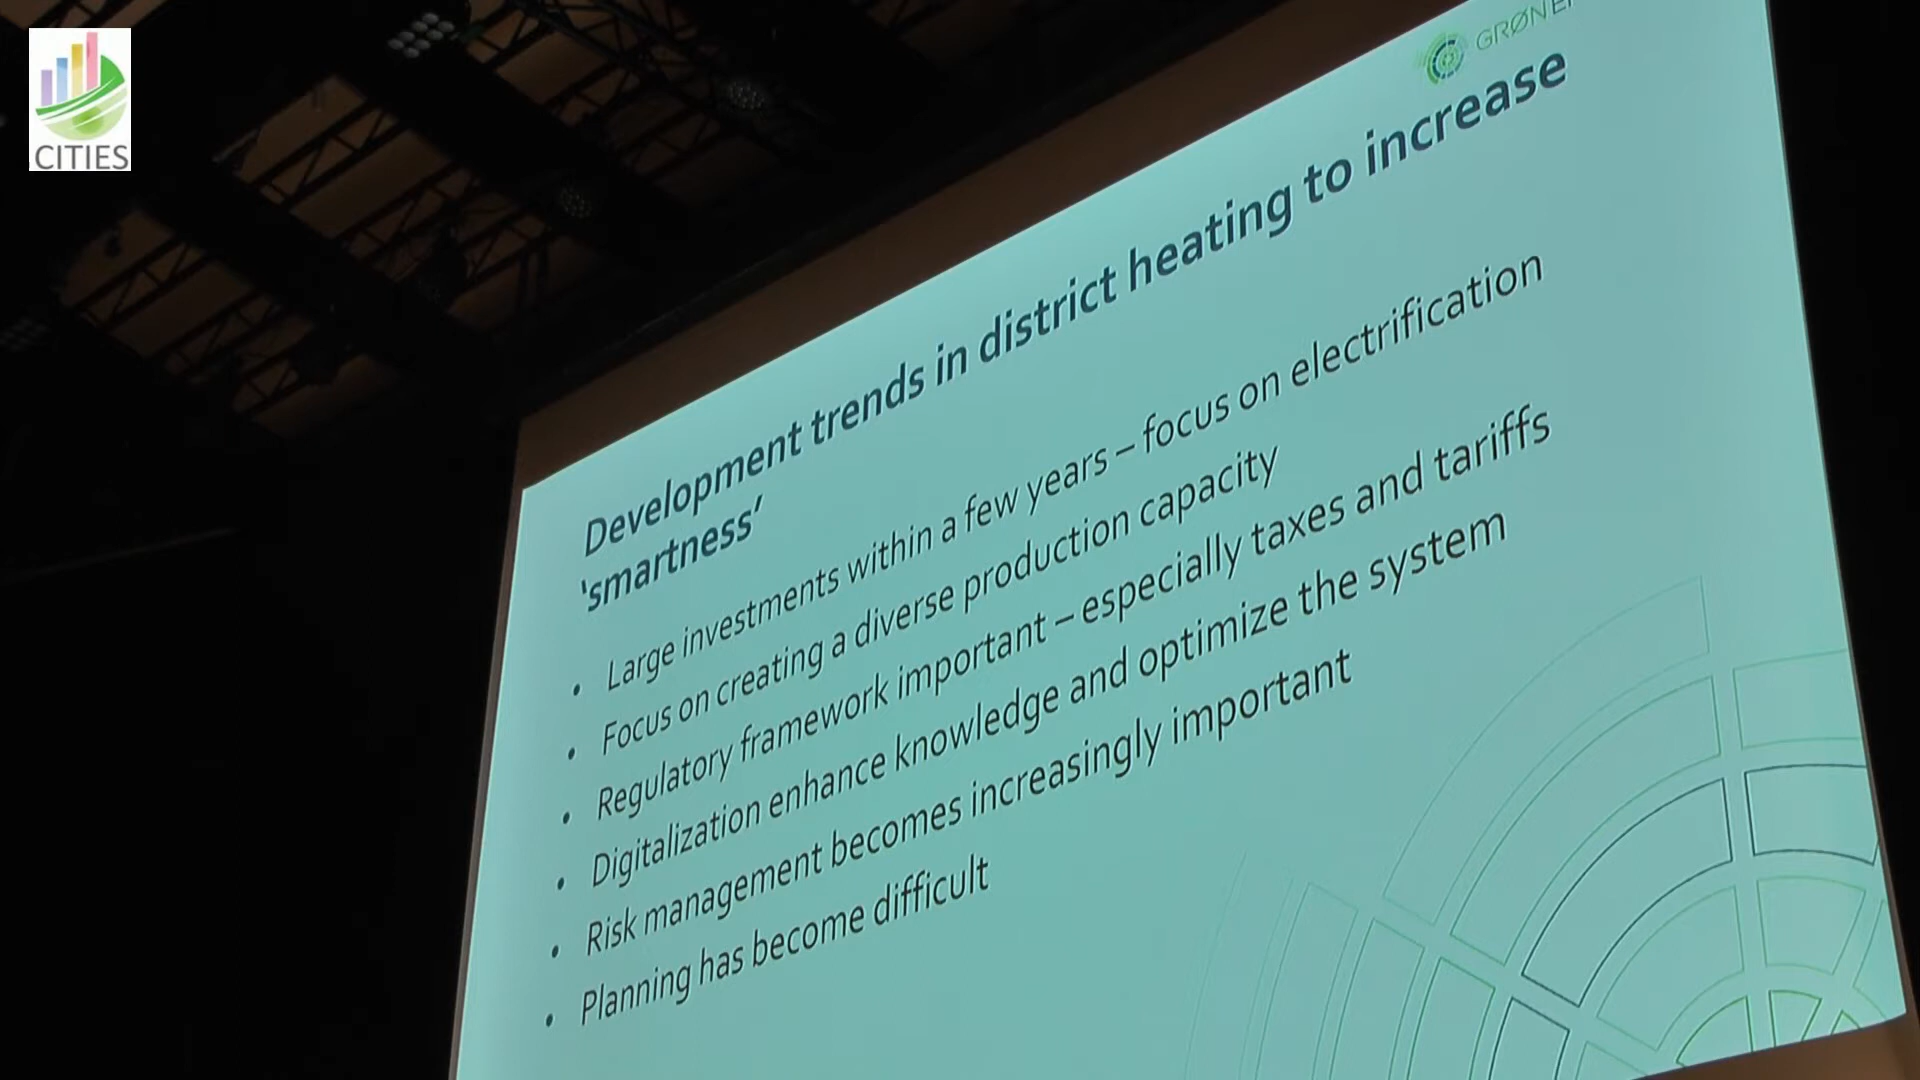 CITIES
Development trends in district heating to increase
‘smartness’
• Large investments within a few years – focus on electrification
• Focus on creating a diverse production capacity
• Regulatory framework important – especially taxes and tariffs
• Digitalization enhance knowledge and optimize the system
• Risk management becomes increasingly important
• Planning has become difficult